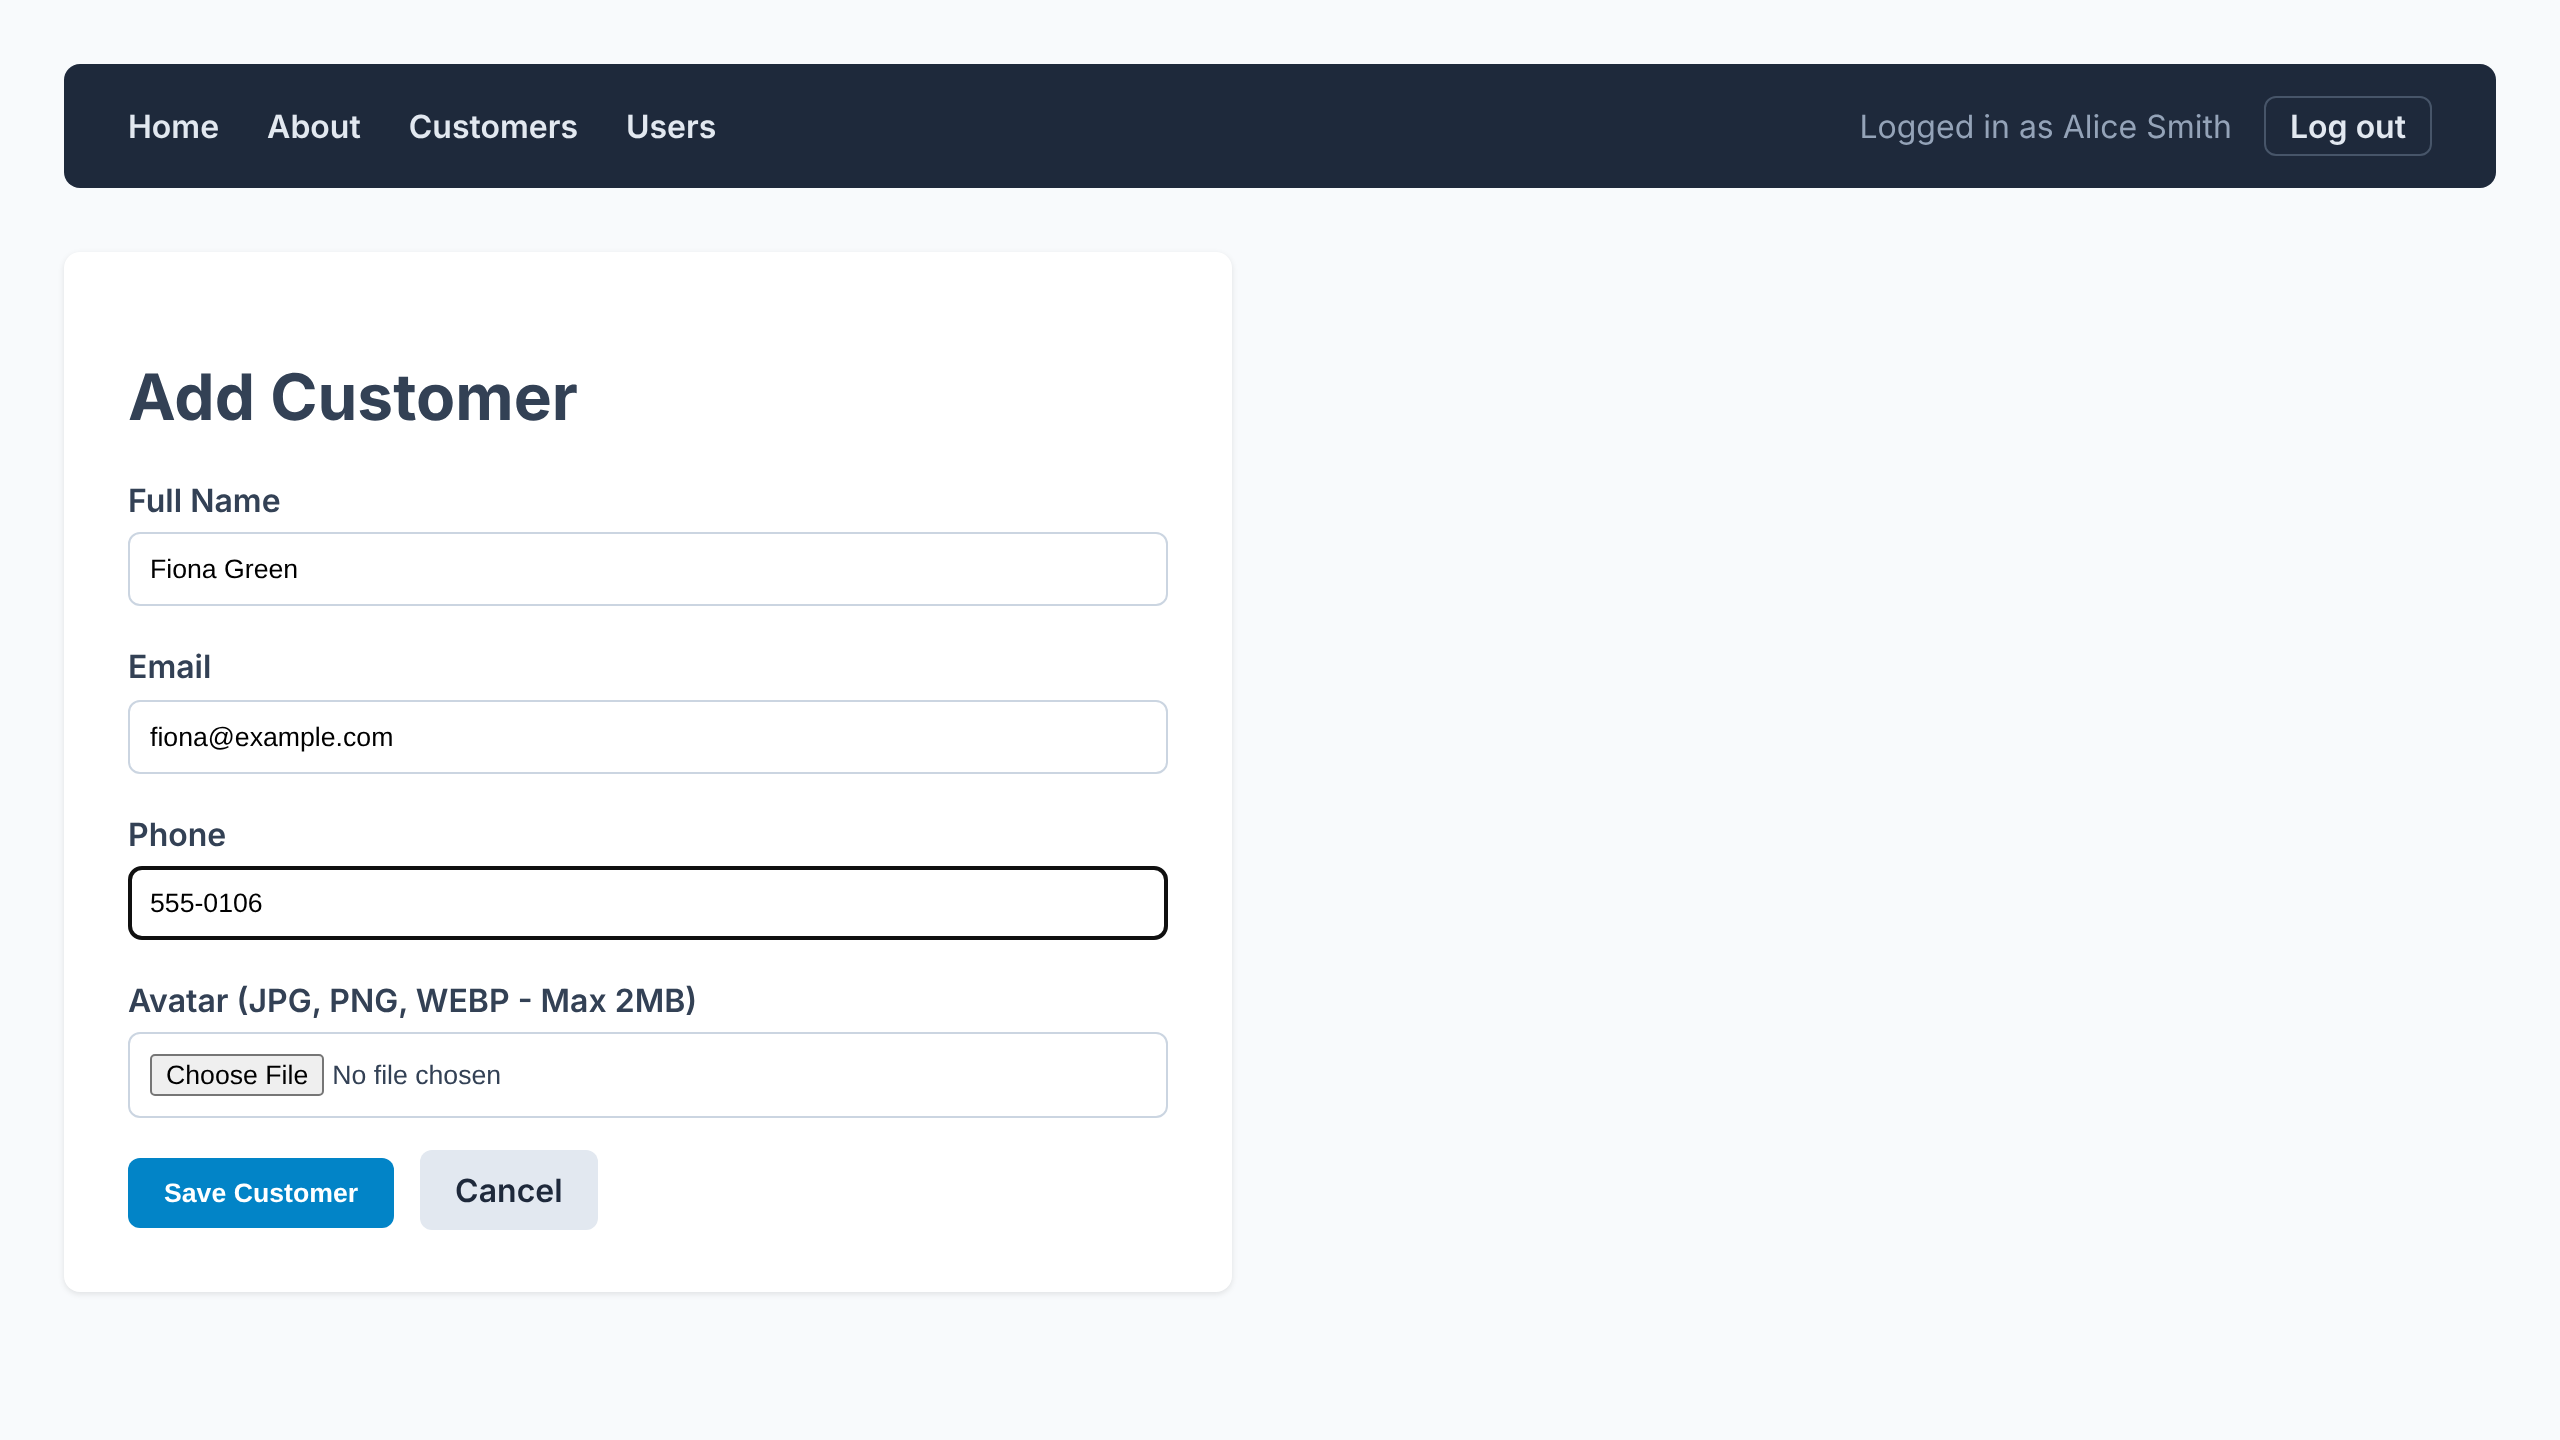 Home About Customers Users Logged in as Alice Smith Log out
Add Customer
Full Name
Fiona Green
Email
fiona@example.com
Phone
555-0106
Avatar (JPG, PNG, WEBP - Max 2MB)
Choose File No file chosen
Save Customer Cancel